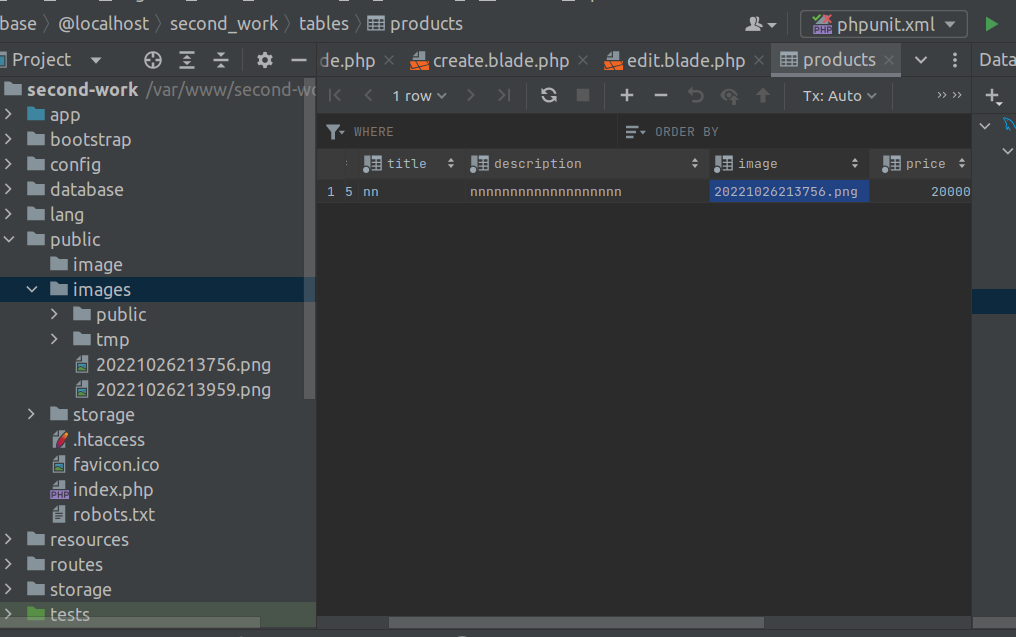 base > @localhost > second_work > tables > products
phpunit.xml
Project
de.php
create.blade.php
edit.blade.php
products
Data
second-work /var/www/second-wo
1 row
Tx: Auto
app
WHERE
ORDER BY
bootstrap
config
title
description
image
price
database
1 5 nn nnnnnnnnnnnnnnnnnnn 20221026213756.png 20000
lang
public
image
images
public
tmp
20221026213756.png
20221026213959.png
storage
.htaccess
favicon.ico
index.php
robots.txt
resources
routes
storage
tests